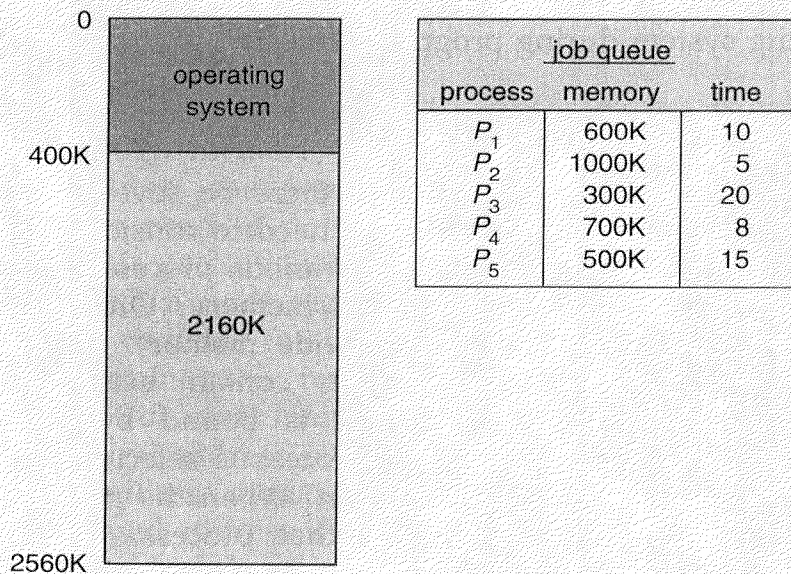 0
operating
system
400K
2160K
2560K
job queue
process memory time
P1 600K 10
P2 1000K 5
P3 300K 20
P4 700K 8
P5 500K 15